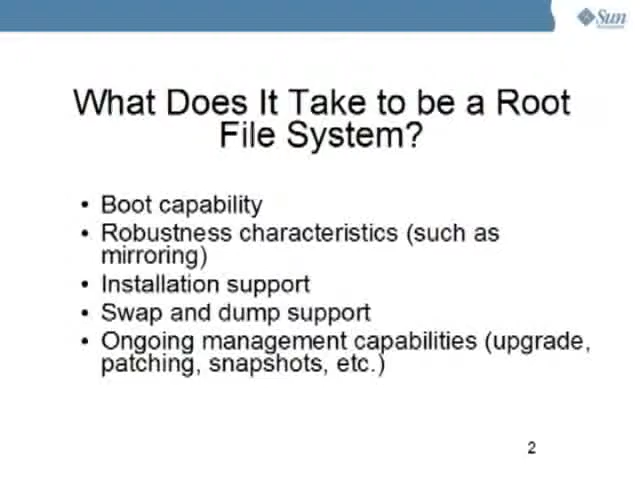 Sun
What Does It Take to be a Root
File System?
• Boot capability
• Robustness characteristics (such as
mirroring)
• Installation support
• Swap and dump support
• Ongoing management capabilities (upgrade,
patching, snapshots, etc.)
2